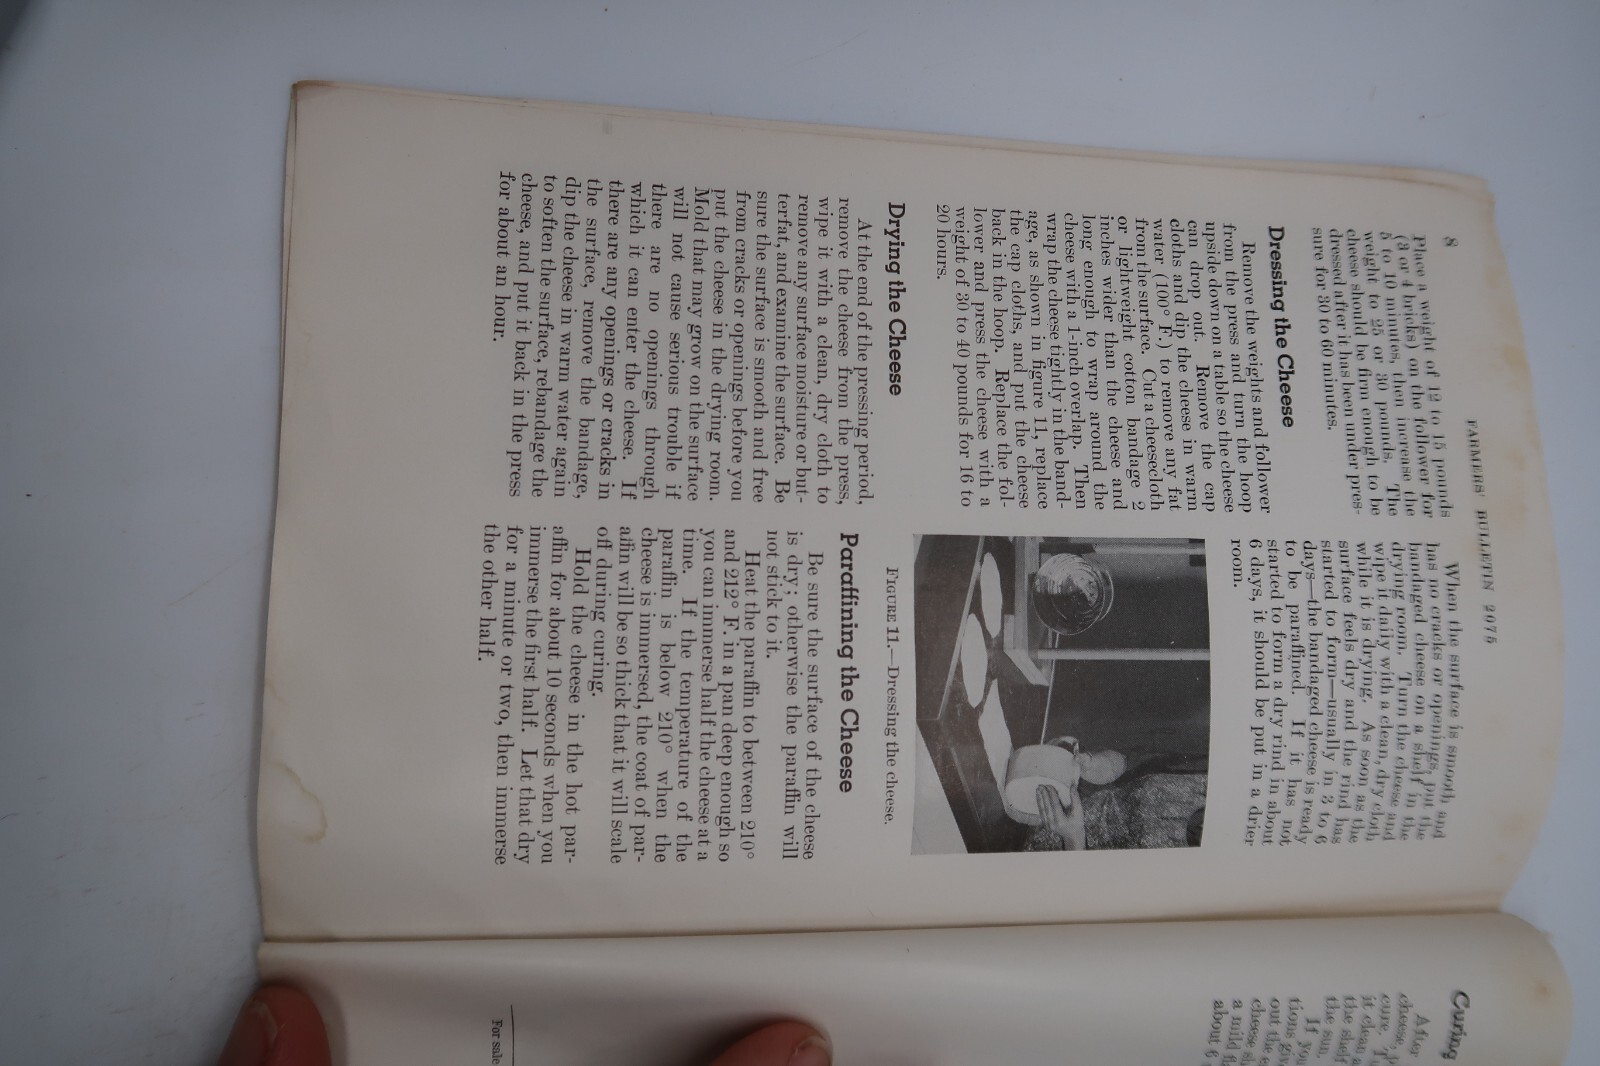 8
FARMERS' BULLETIN 2075
Place a weight of 12 to 15 pounds
(3 or 4 bricks) on the follower for
5 to 10 minutes, then increase the
weight to 25 or 30 pounds. The
cheese should be firm enough to be
dressed after it has been under pres-
sure for 30 to 60 minutes.
Dressing the Cheese
Remove the weights and follower
from the press and turn the hoop
upside down on a table so the cheese
can drop out. Remove the cap
cloths and dip the cheese in warm
water (100° F.) to remove any fat
from the surface. Cut a cheesecloth
or lightweight cotton bandage 2
inches wider than the cheese and
long enough to wrap around the
cheese with a 1-inch overlap. Then
wrap the cheese tightly in the band-
age, as shown in figure 11, replace
the cap cloths, and put the cheese
back in the hoop. Replace the fol-
lower and press the cheese with a
weight of 30 to 40 pounds for 16 to
20 hours.
Drying the Cheese
At the end of the pressing period,
remove the cheese from the press,
wipe it with a clean, dry cloth to
remove any surface moisture or but-
terfat, and examine the surface. Be
sure the surface is smooth and free
from cracks or openings before you
put the cheese in the drying room.
Mold that may grow on the surface
will not cause serious trouble if
there are no openings through
which it can enter the cheese. If
there are any openings or cracks in
the surface, remove the bandage,
dip the cheese in warm water again
to soften the surface, rebandage the
cheese, and put it back in the press
for about an hour.
When the surface is smooth and
has no cracks or openings, put the
bandaged cheese on a shelf in the
drying room. Turn the cheese and
wipe it daily with a clean, dry cloth
while it is drying. As soon as the
surface feels dry and the rind has
started to form—usually in 3 to 6
days—the bandaged cheese is ready
to be paraffined. If it has not
started to form a dry rind in about
6 days, it should be put in a drier
room.
FIGURE 11.—Dressing the cheese.
Paraffining the Cheese
Be sure the surface of the cheese
is dry; otherwise the paraffin will
not stick to it.
Heat the paraffin to between 210°
and 212° F. in a pan deep enough so
you can immerse half the cheese at a
time. If the temperature of the
paraffin is below 210° when the
cheese is immersed, the coat of par-
affin will be so thick that it will scale
off during curing.
Hold the cheese in the hot par-
affin for about 10 seconds when you
immerse the first half. Let that dry
for a minute or two, then immerse
the other half.
Curing
After
cheese,
cure.
it clean
the shelf
the sun.
If you
tions giv
out the
cheese
a mild
about 6
For sale